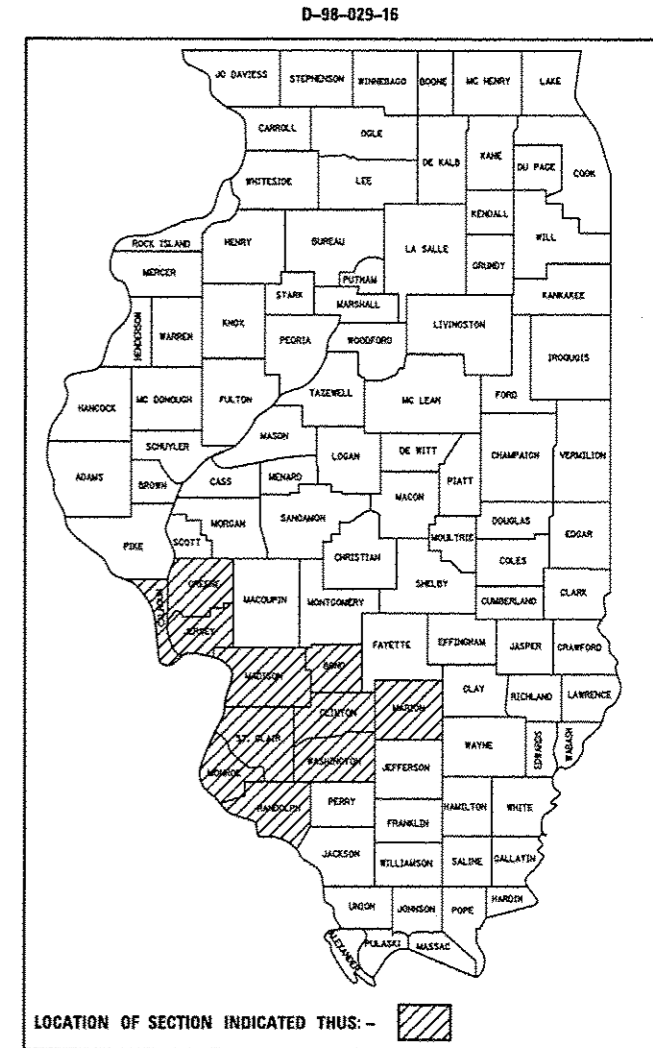 D-98-029-16
JO DAVIESS STEPHENSON WINNEBAGO BOONE MC HENRY LAKE
CARROLL OGLE DE KALB KANE DU PAGE COOK
WHITESIDE LEE KENDALL WILL
ROCK ISLAND HENRY BUREAU LA SALLE GRUNDY
MERCER STARK PUTNAM MARSHALL KANKAKEE
HENDERSON WARREN KNOX PEORIA WOODFORD LIVINGSTON IROQUOIS
HANCOCK MC DONOUGH FULTON TAZEWELL MC LEAN FORD
SCHUYLER MASON LOGAN DE WITT CHAMPAIGN VERMILION
ADAMS BROWN CASS MENARD MACON PIATT
PIKE SCOTT MORGAN SANGAMON CHRISTIAN MOULTRIE DOUGLAS COLES EDGAR
CALHOUN GREENE MACOUPIN MONTGOMERY SHELBY CUMBERLAND CLARK
JERSEY FAYETTE EFFINGHAM JASPER CRAWFORD
MADISON BOND CLAY RICHLAND LAWRENCE
CLINTON MARION
ST. CLAIR WASHINGTON JEFFERSON WAYNE EDWARDS WABASH
MONROE RANDOLPH PERRY HAMILTON WHITE
FRANKLIN
JACKSON WILLIAMSON SALINE GALLATIN
UNION JOHNSON POPE HARDIN
ALEXANDER PULASKI MASSAC
LOCATION OF SECTION INDICATED THUS: -